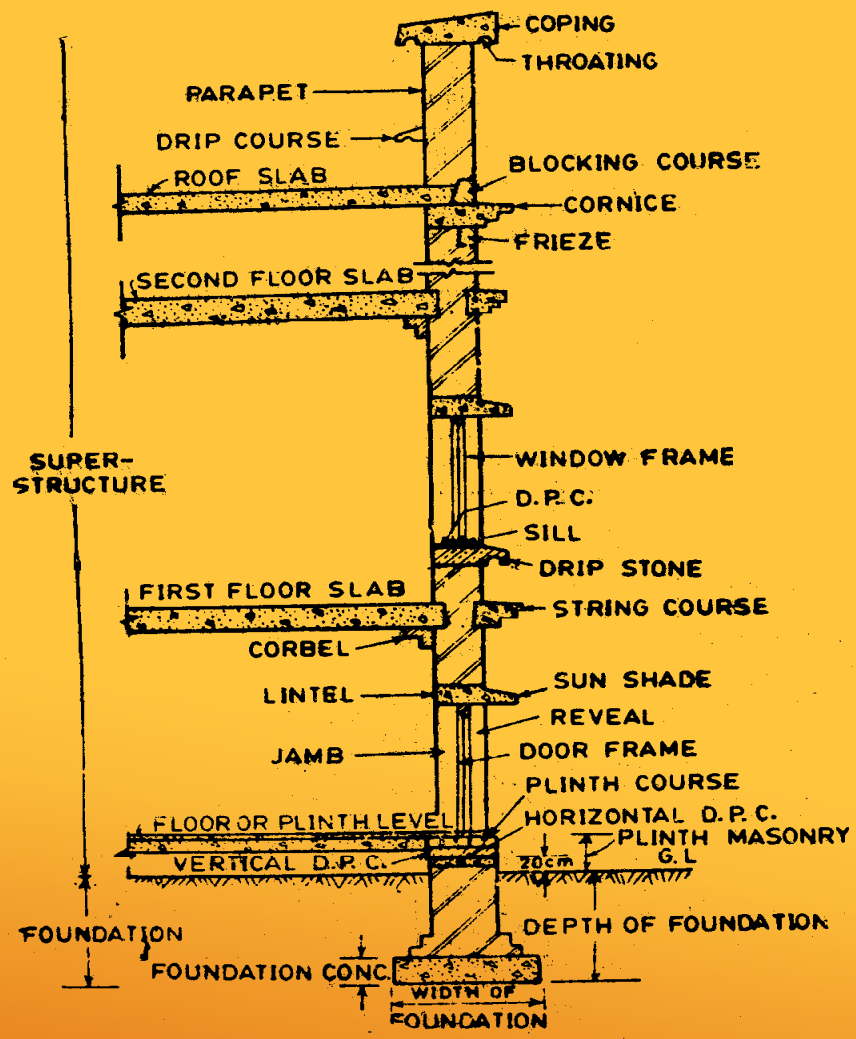 COPING
THROATING
PARAPET
DRIP COURSE
BLOCKING COURSE
ROOF SLAB
CORNICE
FRIEZE
SECOND FLOOR SLAB
SUPER-
STRUCTURE
WINDOW FRAME
D.P.C.
SILL
DRIP STONE
FIRST FLOOR SLAB
STRING COURSE
CORBEL
LINTEL
SUN SHADE
REVEAL
JAMB
DOOR FRAME
PLINTH COURSE
HORIZONTAL D.P.C.
FLOOR OR PLINTH LEVEL
PLINTH MASONRY
VERTICAL D.P.C.
20cm
G.L
FOUNDATION
DEPTH OF FOUNDATION
FOUNDATION CONC.
WIDTH OF
FOUNDATION